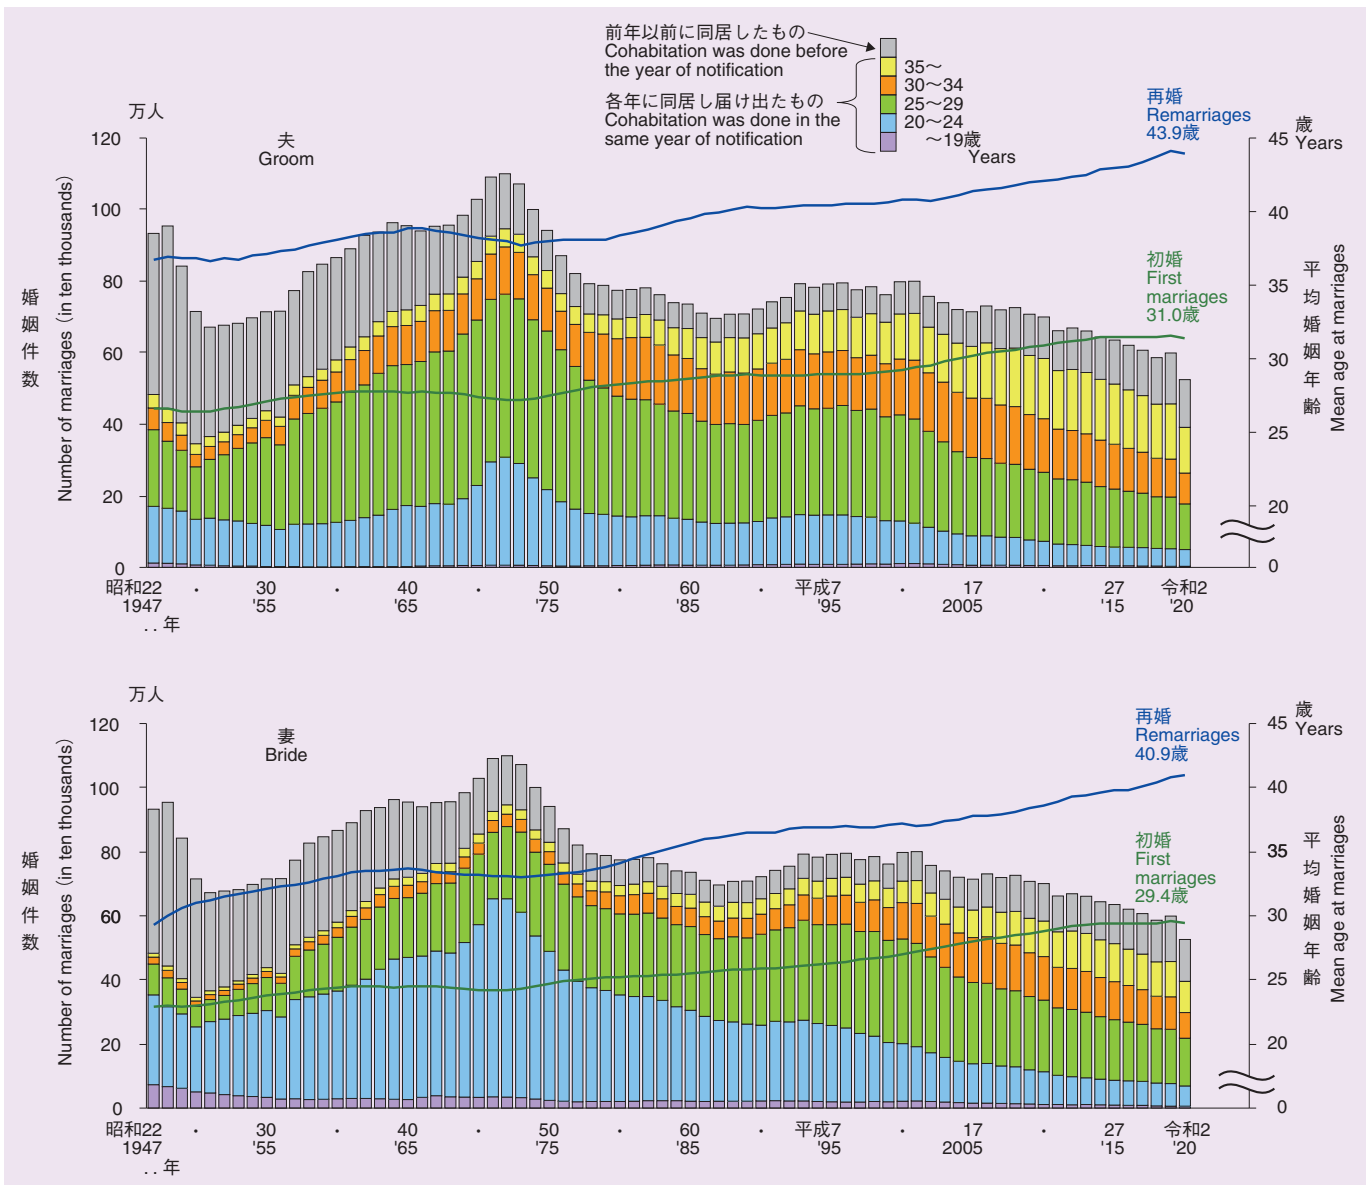 前年以前に同居したもの
Cohabitation was done before
the year of notification
各年に同居し届け出たもの
Cohabitation was done in the
same year of notification
35～
30～34
25～29
20～24
～19歳
Years
万人
夫
Groom
再婚
Remarriages
43.9歳
歳
Years
初婚
First
marriages
31.0歳
婚姻件数
Number of marriages (in ten thousands)
平均婚姻年齢
Mean age at marriages
120
100
80
60
40
20
0
45
40
35
30
25
20
0
昭和22 ・ 30 ・ 40 ・ 50 ・ 60 ・ 平成7 ・ 17 ・ 27 令和2
1947 '55 '65 '75 '85 '95 2005 '15 '20
. . 年
万人
妻
Bride
再婚
Remarriages
40.9歳
歳
Years
初婚
First
marriages
29.4歳
婚姻件数
Number of marriages (in ten thousands)
平均婚姻年齢
Mean age at marriages
120
100
80
60
40
20
0
45
40
35
30
25
20
0
昭和22 ・ 30 ・ 40 ・ 50 ・ 60 ・ 平成7 ・ 17 ・ 27 令和2
1947 '55 '65 '75 '85 '95 2005 '15 '20
. . 年